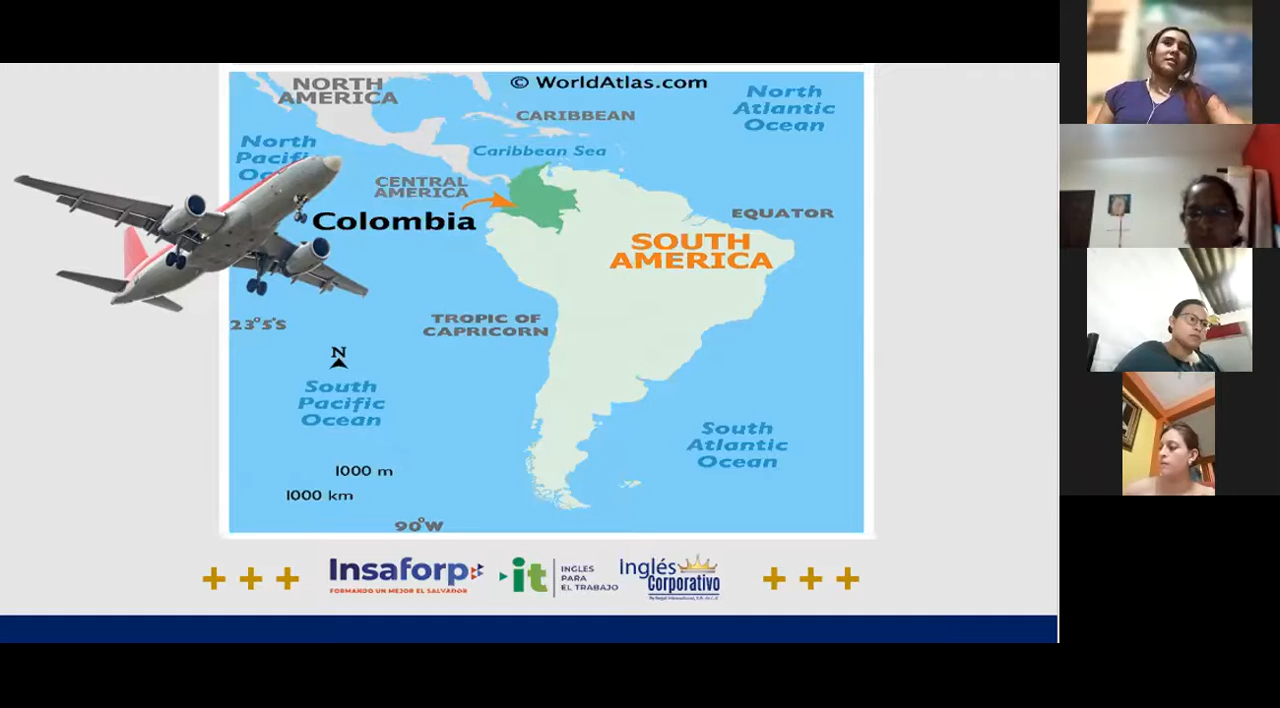 NORTH
AMERICA
© WorldAtlas.com
North
Atlantic
Ocean
CARIBBEAN
North
Pacific
Caribbean Sea
CENTRAL
AMERICA
Colombia
EQUATOR
SOUTH
AMERICA
23°5'S
TROPIC OF
CAPRICORN
N
South
Pacific
Ocean
South
Atlantic
Ocean
1000 m
1000 km
90°W
+ + +
Insaforp
FORMANDO UN MEJOR EL SALVADOR
it
INGLES
PARA
EL TRABAJO
Inglés
Corporativo
+ + +